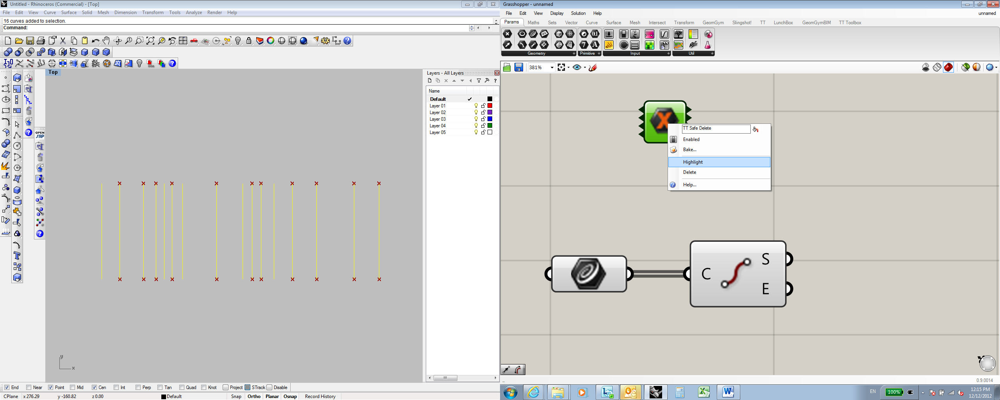 Untitled - Rhinoceros (Commercial) - [Top]
File Edit View Curve Surface Solid Mesh Dimension Transform Tools Analyze Render Help
16 curves added to selection.
Command:
Top
OPEN
SAP
Layers - All Layers
Name
Default
Layer 01
Layer 02
Layer 03
Layer 04
Layer 05
y
x
End Near Point Mid Cen Int Perp Tan Quad Knot Project STrack Disable
CPlane x 276.29 y -160.82 z 0.00 Default Snap Ortho Planar Osnap Record History
Grasshopper - unnamed
File Edit View Display Solution Help unnamed
Params Maths Sets Vector Curve Surface Mesh Intersect Transform GeomGym Slingshot! TT LunchBox GeomGymBIM TT Toolbox
Geometry Primitive Input Util
381%
TT Safe Delete
Enabled
Bake...
Highlight
Delete
Help...
C S
E
0.9.0014
EN 100% 12:15 PM
12/12/2012